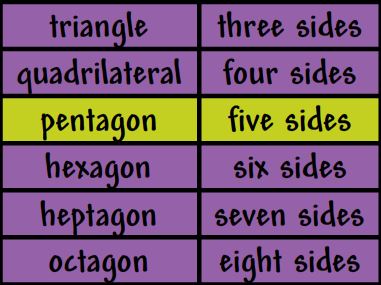 triangle three sides
quadrilateral four sides
pentagon five sides
hexagon six sides
heptagon seven sides
octagon eight sides